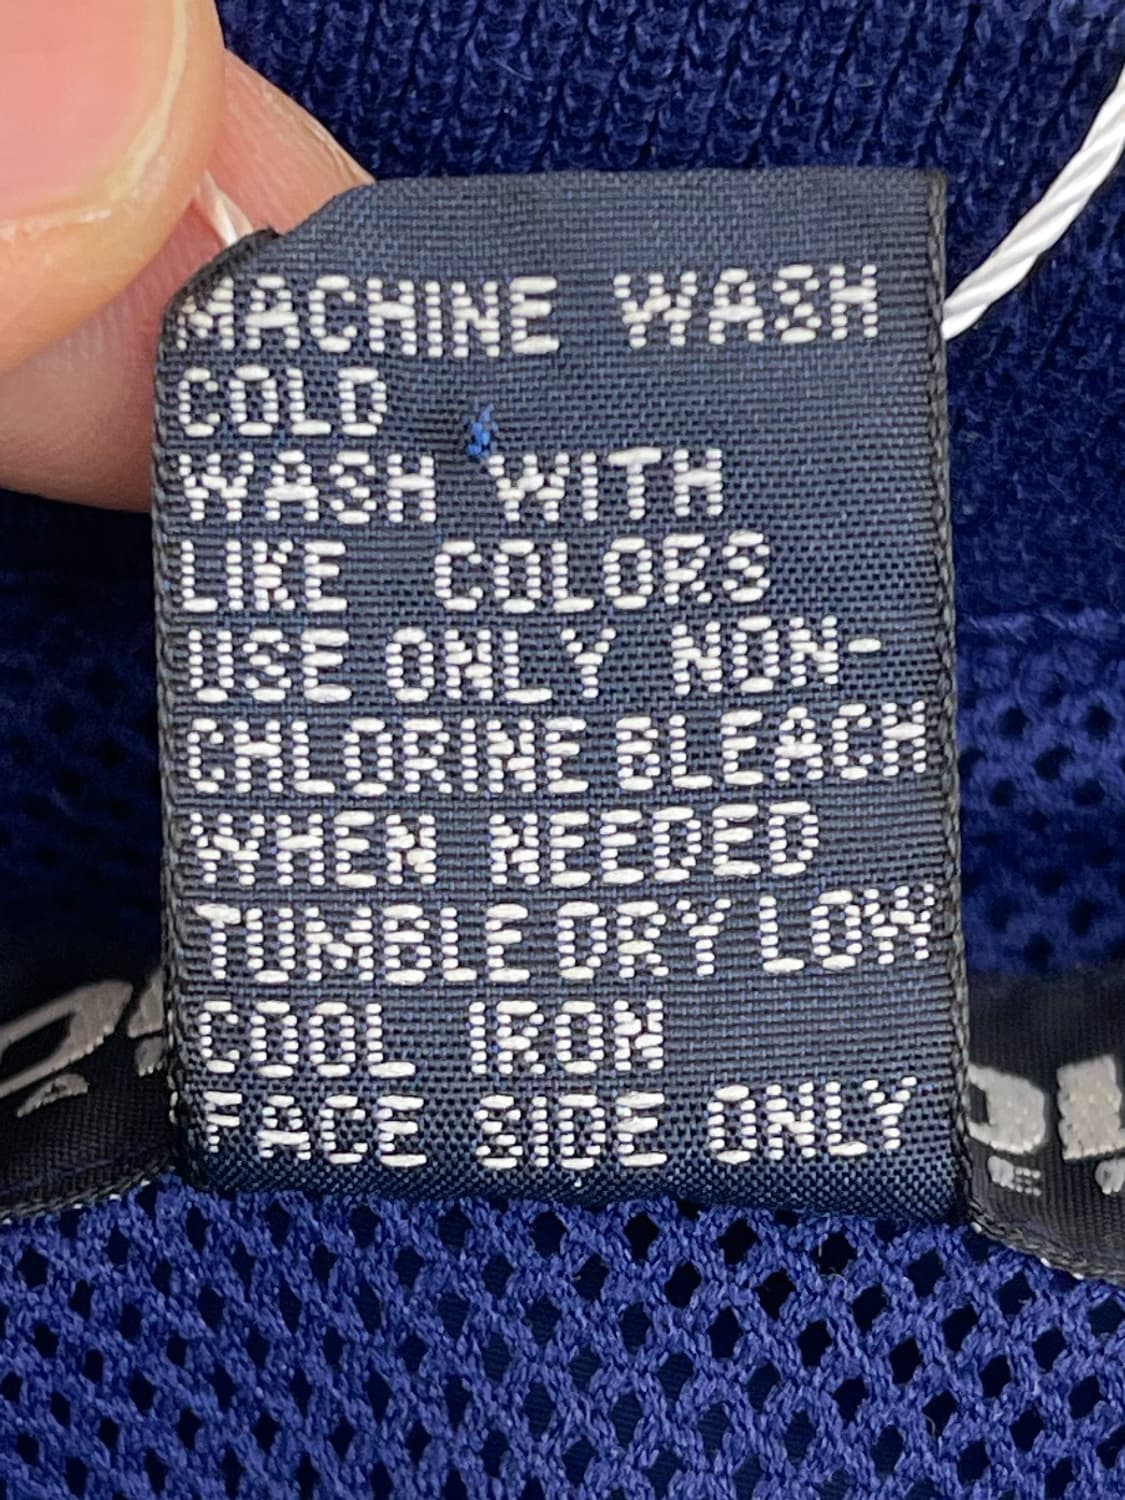 MACHINE WASH
COLD
WASH WITH
LIKE COLORS
USE ONLY NON-
CHLORINE BLEACH
WHEN NEEDED
TUMBLE DRY LOW
COOL IRON
FACE SIDE ONLY